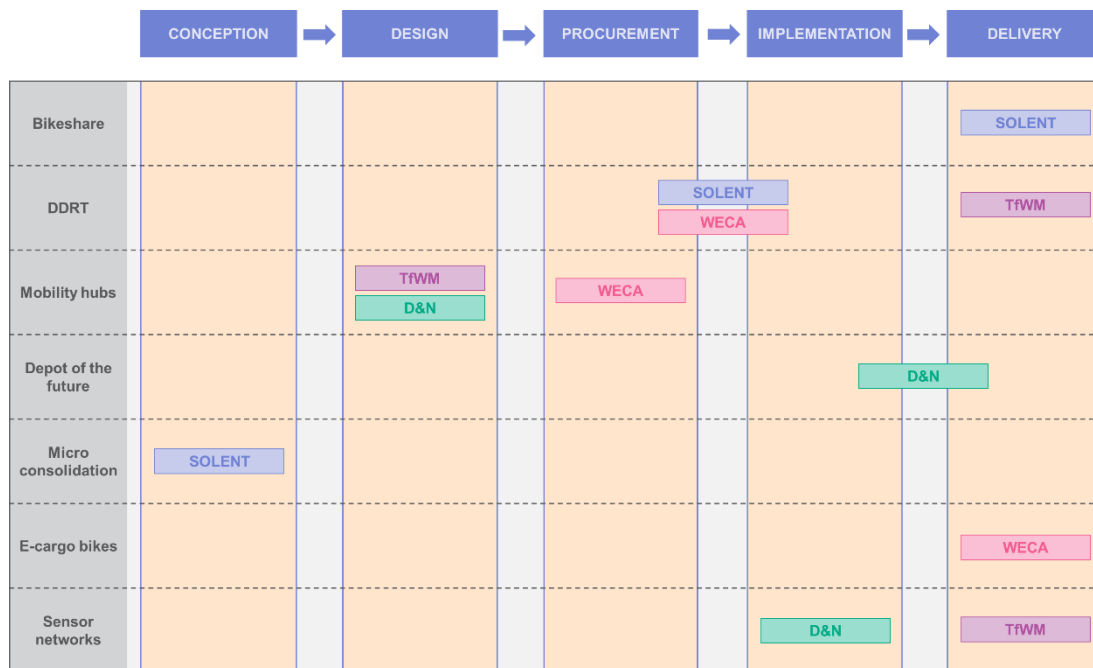 CONCEPTION
DESIGN
PROCUREMENT
IMPLEMENTATION
DELIVERY
Bikeshare
SOLENT
DDRT
SOLENT
WECA
TfWM
Mobility hubs
TfWM
D&N
WECA
Depot of the
future
D&N
Micro
consolidation
SOLENT
E-cargo bikes
WECA
Sensor
networks
D&N
TfWM